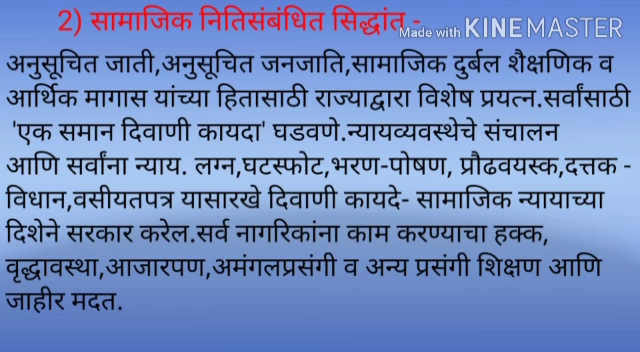 2) सामाजिक नितिसंबंधित सिद्धांत - Made with KINEMASTER
अनुसूचित जाती,अनुसूचित जनजाति,सामाजिक दुर्बल शैक्षणिक व
आर्थिक मागास यांच्या हितासाठी राज्याद्वारा विशेष प्रयत्न.सर्वांसाठी
'एक समान दिवाणी कायदा' घडवणे.न्यायव्यवस्थेचे संचालन
आणि सर्वांना न्याय. लग्न,घटस्फोट,भरण-पोषण, प्रौढवयस्क,दत्तक -
विधान,वसीयतपत्र यासारखे दिवाणी कायदे- सामाजिक न्यायाच्या
दिशेने सरकार करेल.सर्व नागरिकांना काम करण्याचा हक्क,
वृद्धावस्था,आजारपण,अमंगलप्रसंगी व अन्य प्रसंगी शिक्षण आणि
जाहीर मदत.